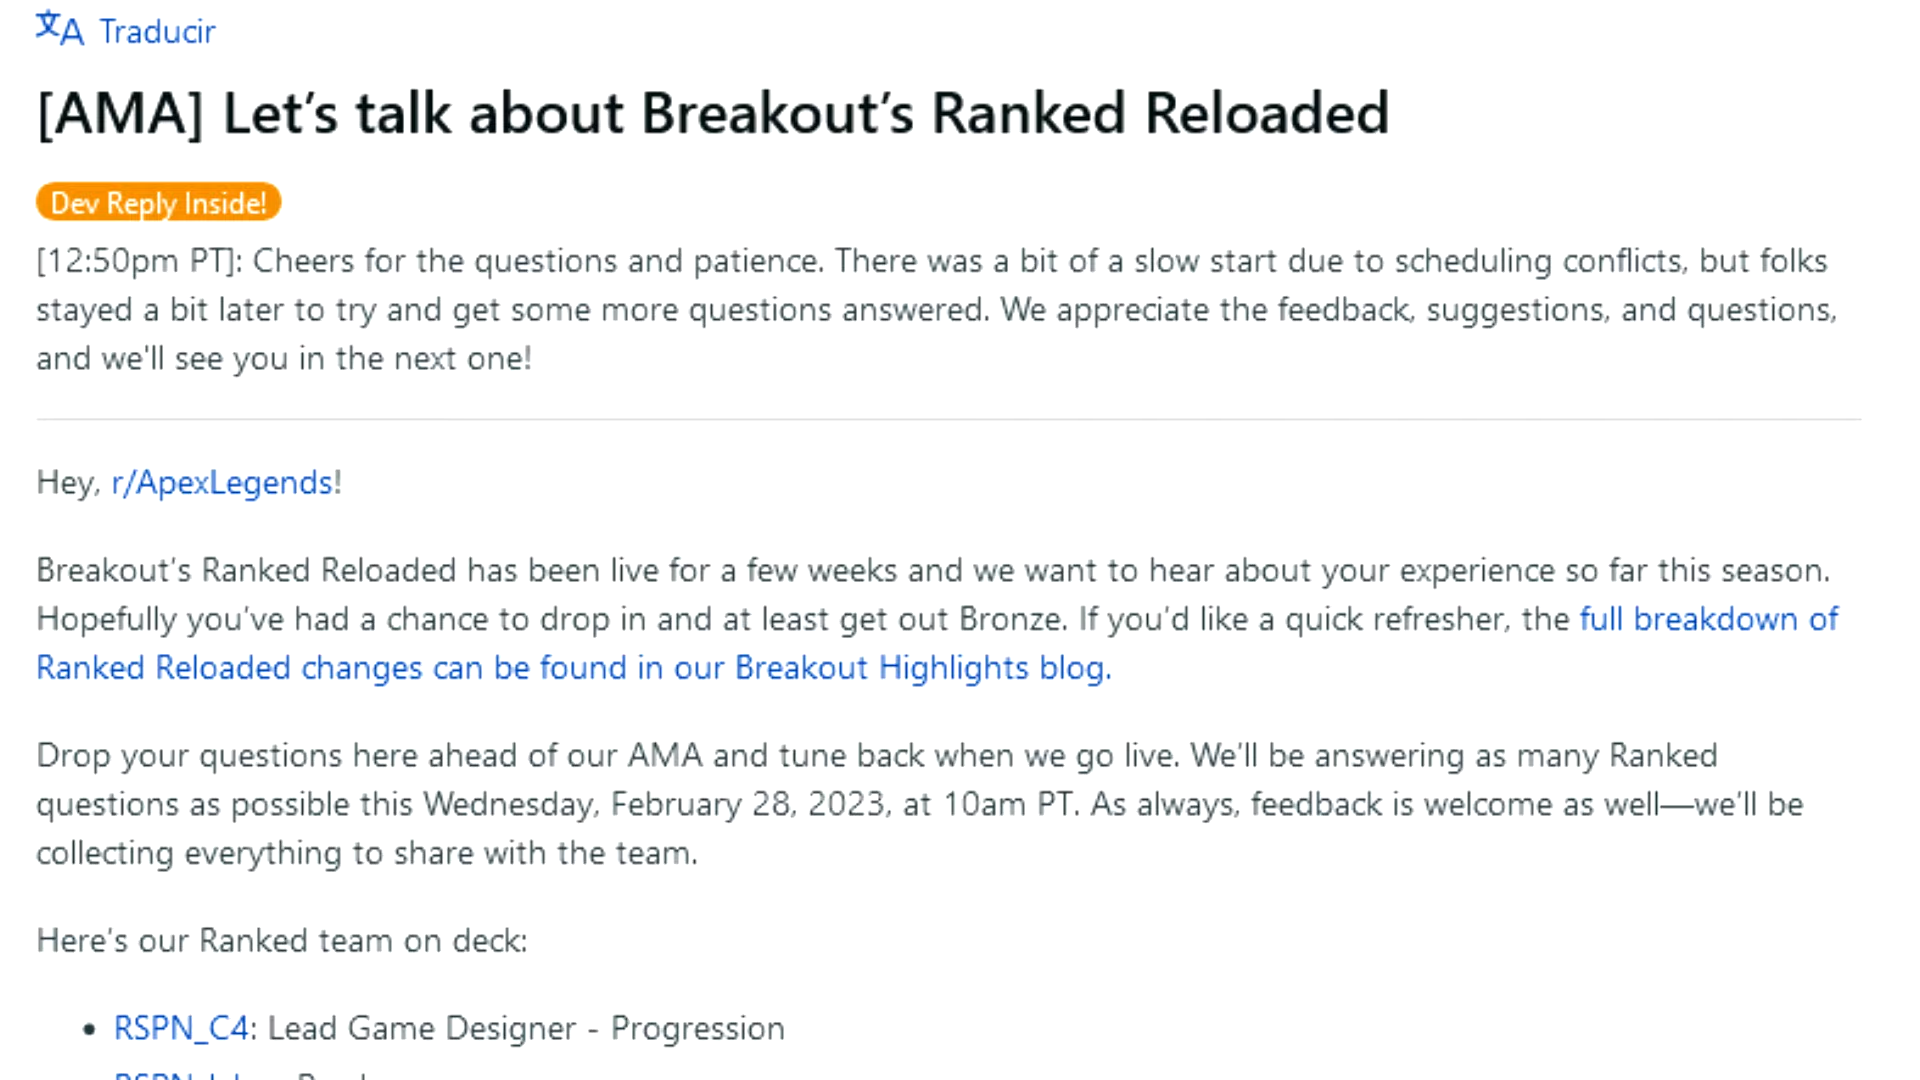 Traducir
[AMA] Let’s talk about Breakout’s Ranked Reloaded
Dev Reply Inside!
[12:50pm PT]: Cheers for the questions and patience. There was a bit of a slow start due to scheduling conflicts, but folks
stayed a bit later to try and get some more questions answered. We appreciate the feedback, suggestions, and questions,
and we'll see you in the next one!
Hey, r/ApexLegends!
Breakout’s Ranked Reloaded has been live for a few weeks and we want to hear about your experience so far this season.
Hopefully you’ve had a chance to drop in and at least get out Bronze. If you’d like a quick refresher, the full breakdown of
Ranked Reloaded changes can be found in our Breakout Highlights blog.
Drop your questions here ahead of our AMA and tune back when we go live. We’ll be answering as many Ranked
questions as possible this Wednesday, February 28, 2023, at 10am PT. As always, feedback is welcome as well—we’ll be
collecting everything to share with the team.
Here’s our Ranked team on deck:
• RSPN_C4: Lead Game Designer - Progression